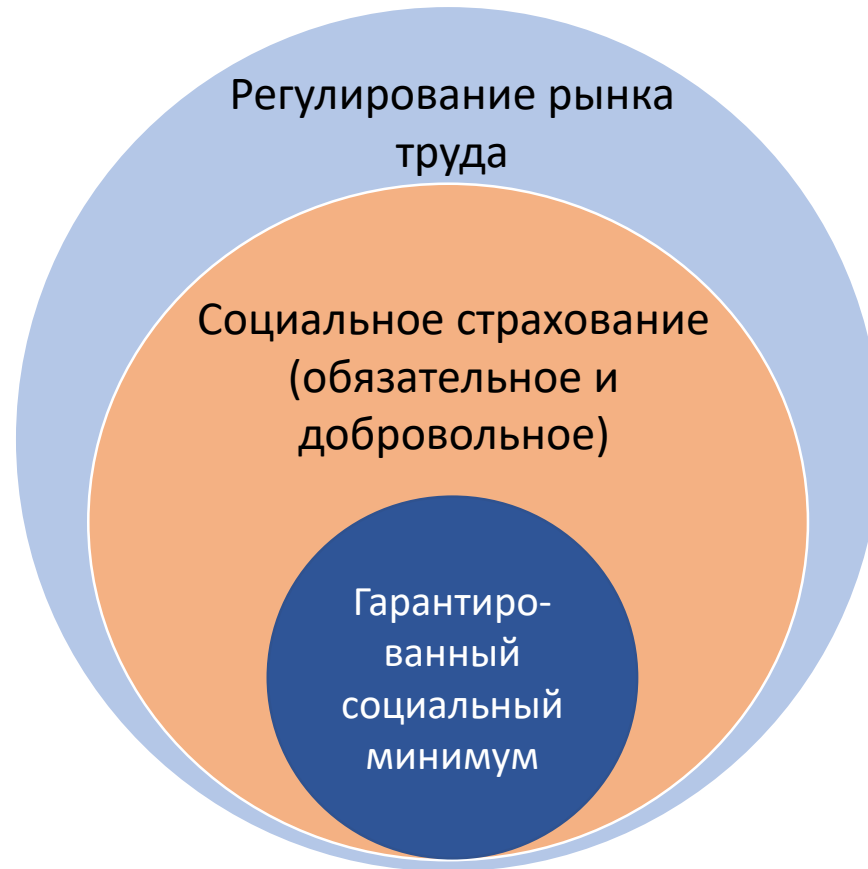 Регулирование рынка
труда
Социальное страхование
(обязательное и
добровольное)
Гарантиро-
ванный
социальный
минимум